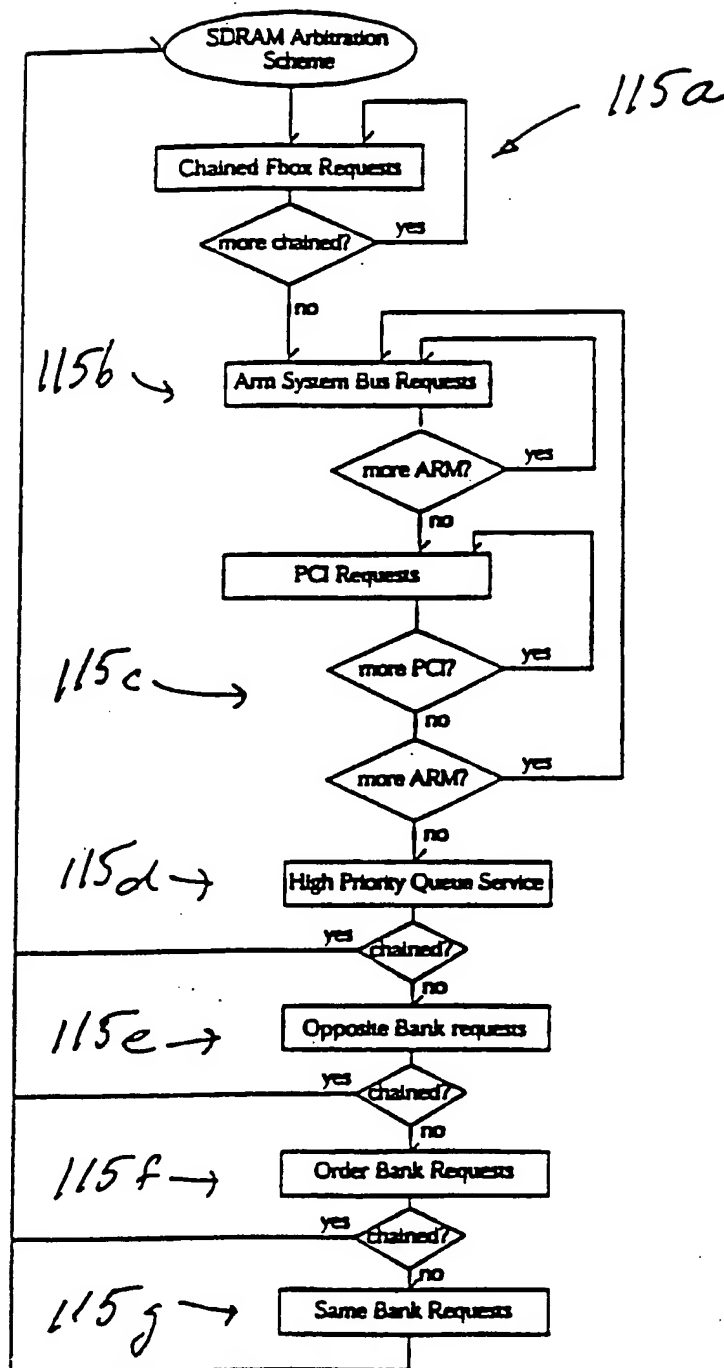 SDRAM Arbitration
Scheme
115a
Chained Fbox Requests
more chained?
yes
no
115b
Arm System Bus Requests
more ARM?
yes
no
PCI Requests
115c
more PCI?
yes
no
more ARM?
yes
no
115d
High Priority Queue Service
yes
chained?
no
115e
Opposite Bank requests
yes
chained?
no
115f
Order Bank Requests
yes
chained?
no
115g
Same Bank Requests